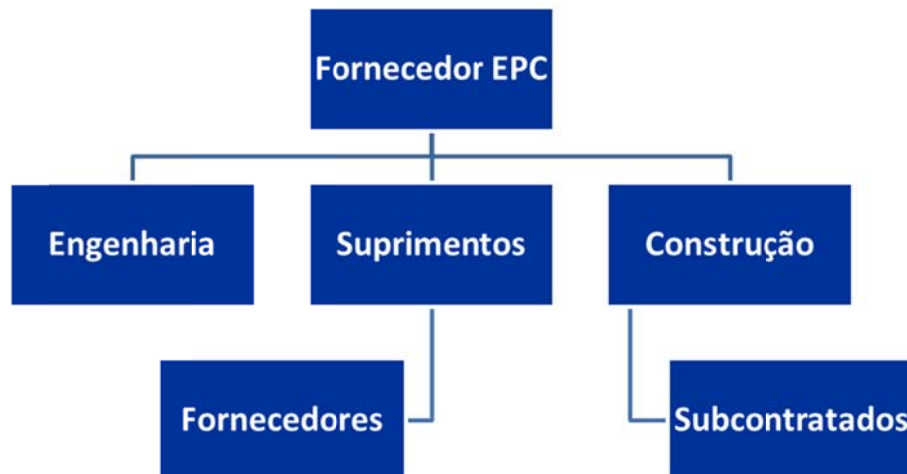 Fornecedor EPC
Engenharia
Suprimentos
Construção
Fornecedores
Subcontratados